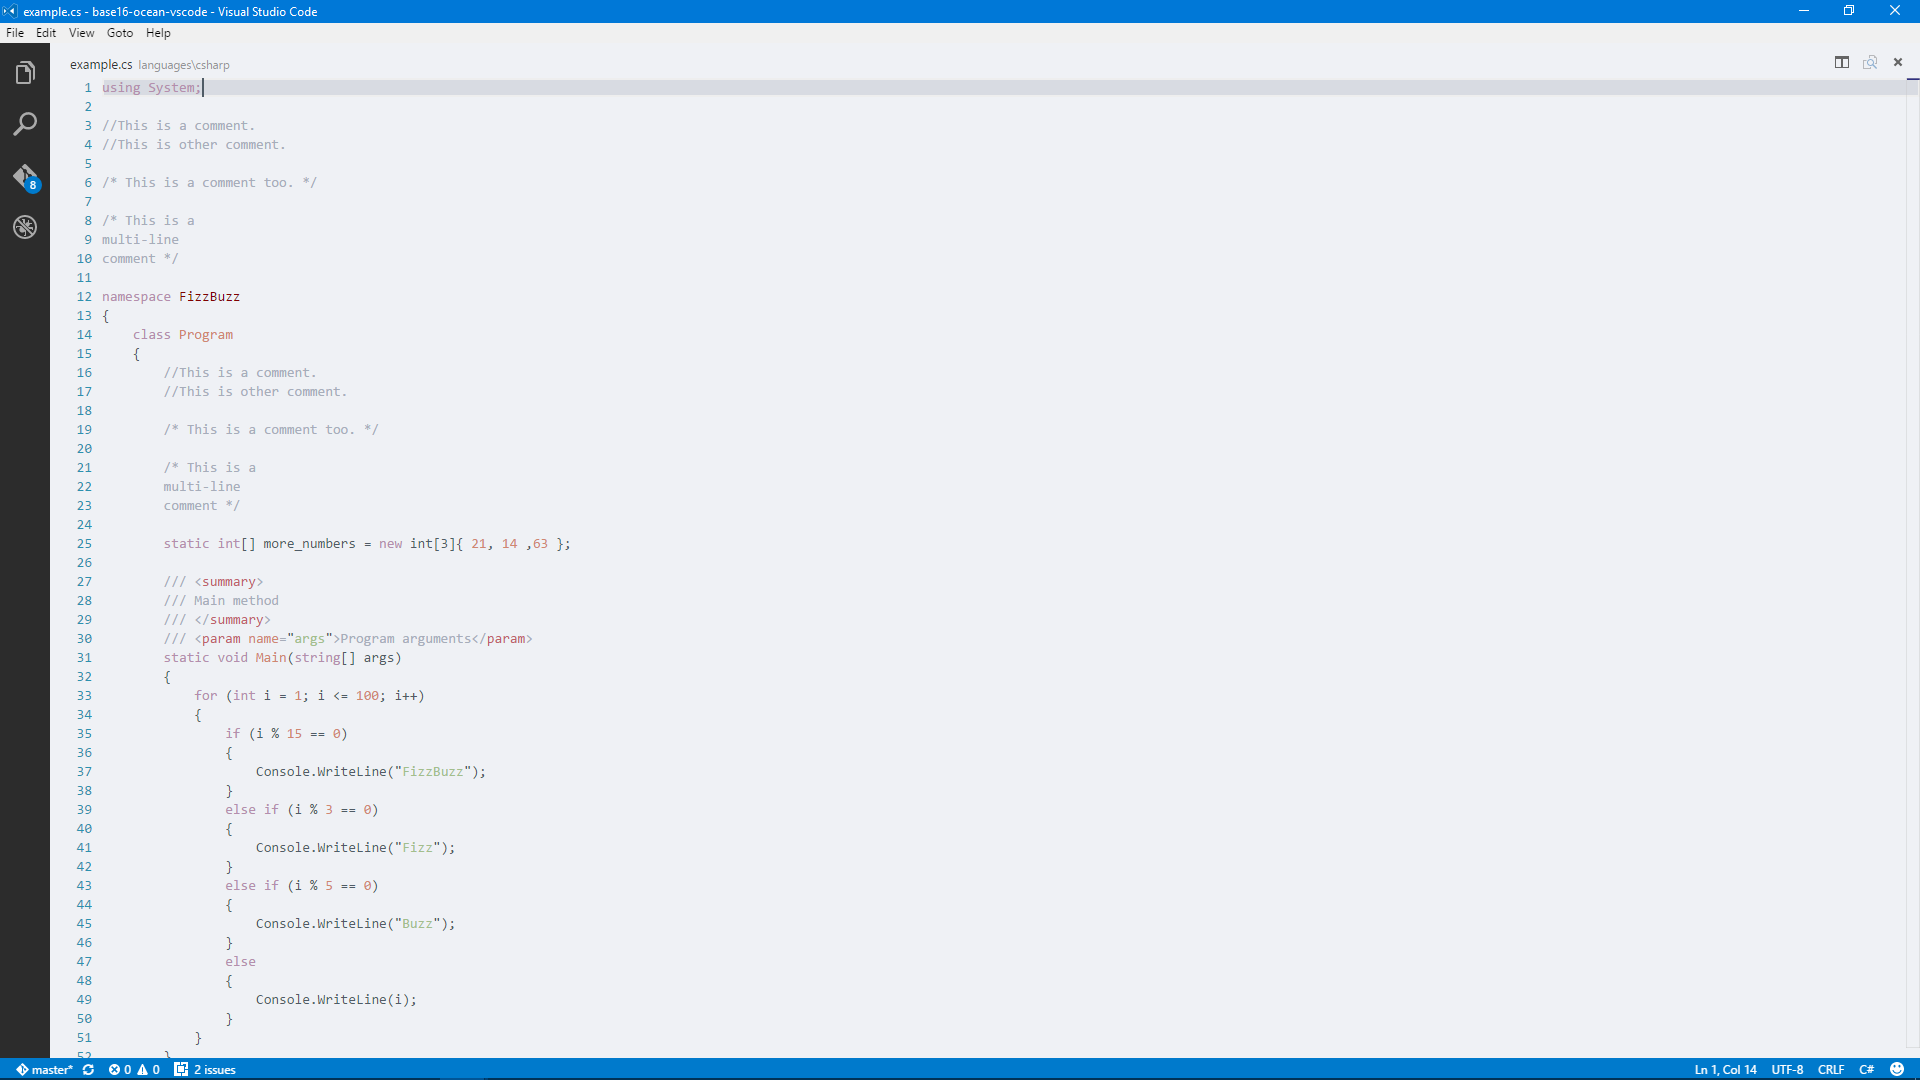 example.cs - base16-ocean-vscode - Visual Studio Code
File Edit View Goto Help
example.cs languages\csharp
1 using System;
2
3 //This is a comment.
4 //This is other comment.
5
6 /* This is a comment too. */
7
8 /* This is a
9 multi-line
10 comment */
11
12 namespace FizzBuzz
13 {
14     class Program
15     {
16         //This is a comment.
17         //This is other comment.
18
19         /* This is a comment too. */
20
21         /* This is a
22         multi-line
23         comment */
24
25         static int[] more_numbers = new int[3]{ 21, 14 ,63 };
26
27         /// <summary>
28         /// Main method
29         /// </summary>
30         /// <param name="args">Program arguments</param>
31         static void Main(string[] args)
32         {
33             for (int i = 1; i <= 100; i++)
34             {
35                 if (i % 15 == 0)
36                 {
37                     Console.WriteLine("FizzBuzz");
38                 }
39                 else if (i % 3 == 0)
40                 {
41                     Console.WriteLine("Fizz");
42                 }
43                 else if (i % 5 == 0)
44                 {
45                     Console.WriteLine("Buzz");
46                 }
47                 else
48                 {
49                     Console.WriteLine(i);
50                 }
51             }
52         }
8
master* 0 0 2 issues Ln 1, Col 14 UTF-8 CRLF C#